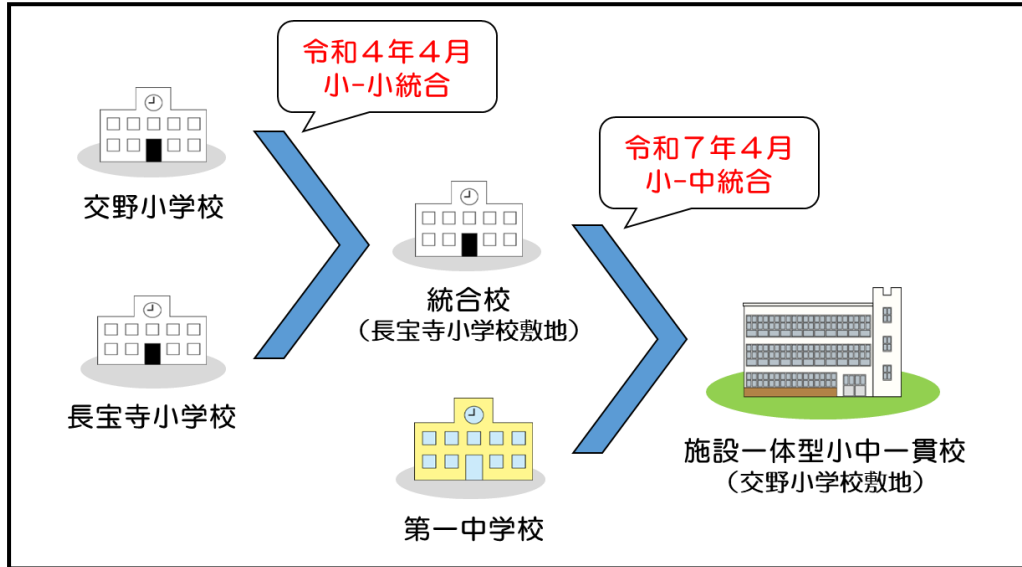 令和４年４月
小-小統合
交野小学校
長宝寺小学校
統合校
（長宝寺小学校敷地）
令和７年４月
小-中統合
第一中学校
施設一体型小中一貫校
（交野小学校敷地）